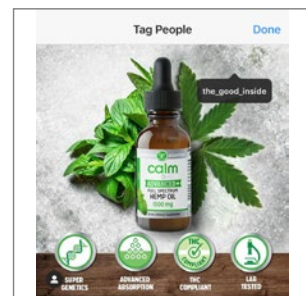 Tag People
Done
the_good_inside
calm
ADVANCED
FULL SPECTRUM
HEMP OIL
1500 mg
SUPER
GENETICS
ADVANCED
ABSORPTION
THC
COMPLIANT
LAB
TESTED